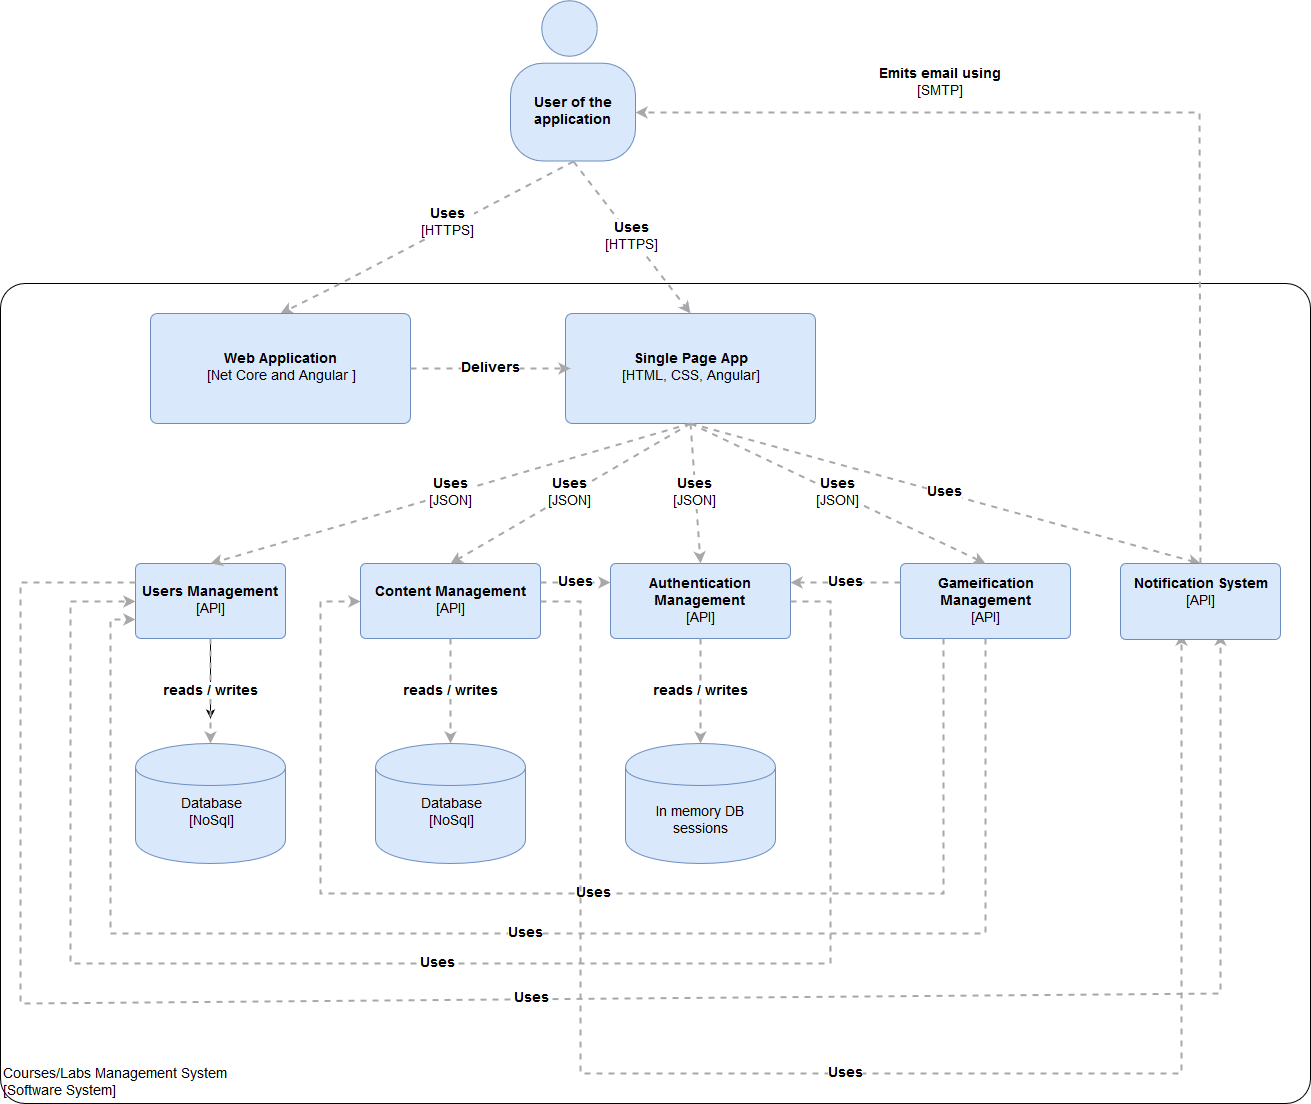 User of the
application
Emits email using
[SMTP]
Uses
[HTTPS]
Uses
[HTTPS]
Web Application
[Net Core and Angular ]
Delivers
Single Page App
[HTML, CSS, Angular]
Uses
[JSON]
Uses
[JSON]
Uses
[JSON]
Uses
[JSON]
Uses
Users Management
[API]
Content Management
[API]
Uses
Authentication
Management
[API]
Uses
Gameification
Management
[API]
Notification System
[API]
reads / writes
reads / writes
reads / writes
Database
[NoSql]
Database
[NoSql]
In memory DB
sessions
Uses
Uses
Uses
Uses
Uses
Courses/Labs Management System
[Software System]